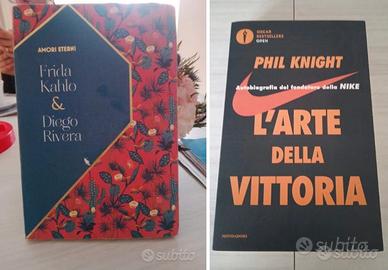 AMORI ETERNI
Frida
Kahlo
&
Diego
Rivera
subito
OSCAR
BESTSELLERS
OPEN
PHIL KNIGHT
Autobiografia del fondatore della NIKE
L'ARTE
DELLA
VITTORIA
MONDADORI
subito